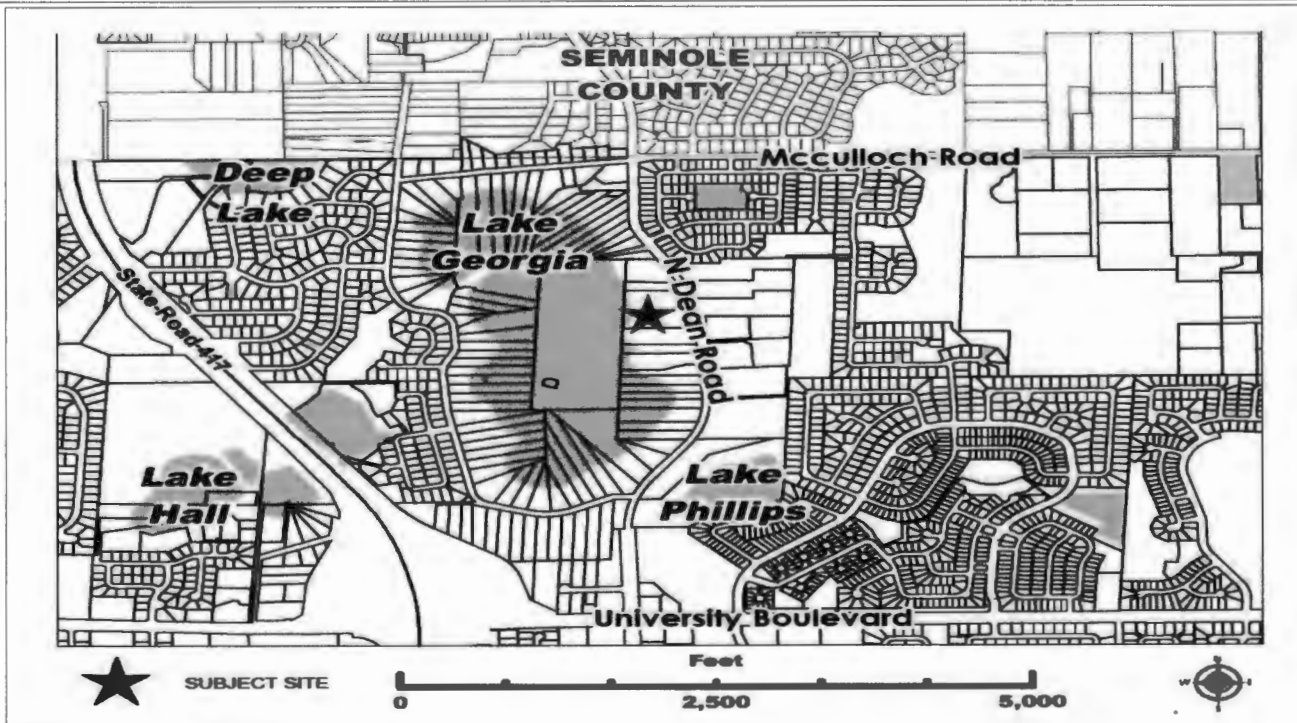 SEMINOLE
COUNTY
Mcculloch Road
Deep
Lake
Lake
Georgia
N. Dean Road
State Road 417
Lake
Hall
Lake
Phillips
University Boulevard
SUBJECT SITE
Feet
0 2,500 5,000
N
W E
S